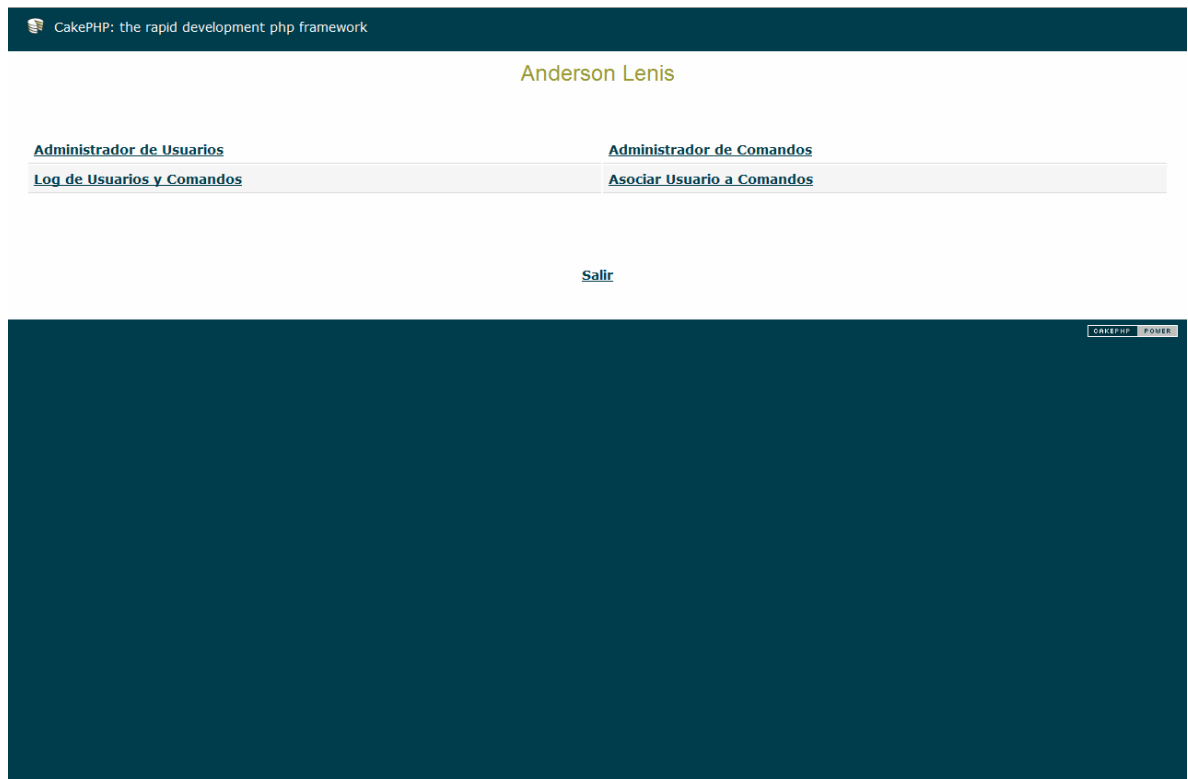 CakePHP: the rapid development php framework
Anderson Lenis
Administrador de Usuarios Administrador de Comandos
Log de Usuarios y Comandos Asociar Usuario a Comandos
Salir
CAKEPHP POWER